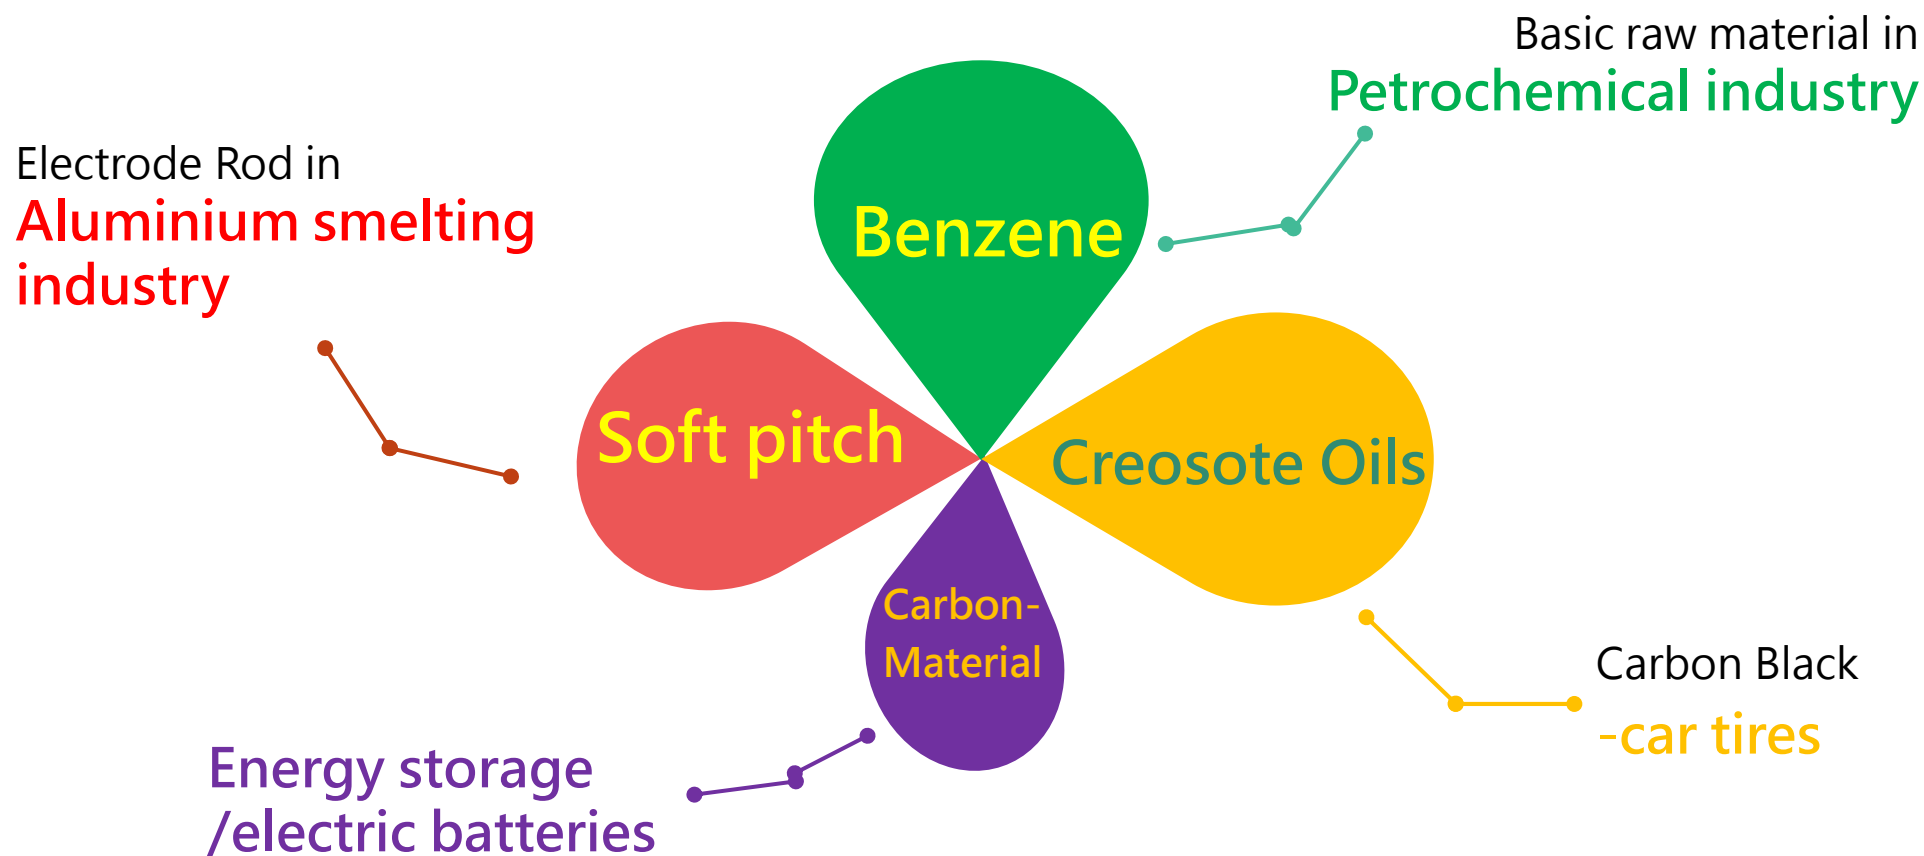 Basic raw material in
Petrochemical industry
Electrode Rod in
Aluminium smelting
industry
Benzene
Soft pitch
Creosote Oils
Carbon-
Material
Carbon Black
-car tires
Energy storage
/electric batteries